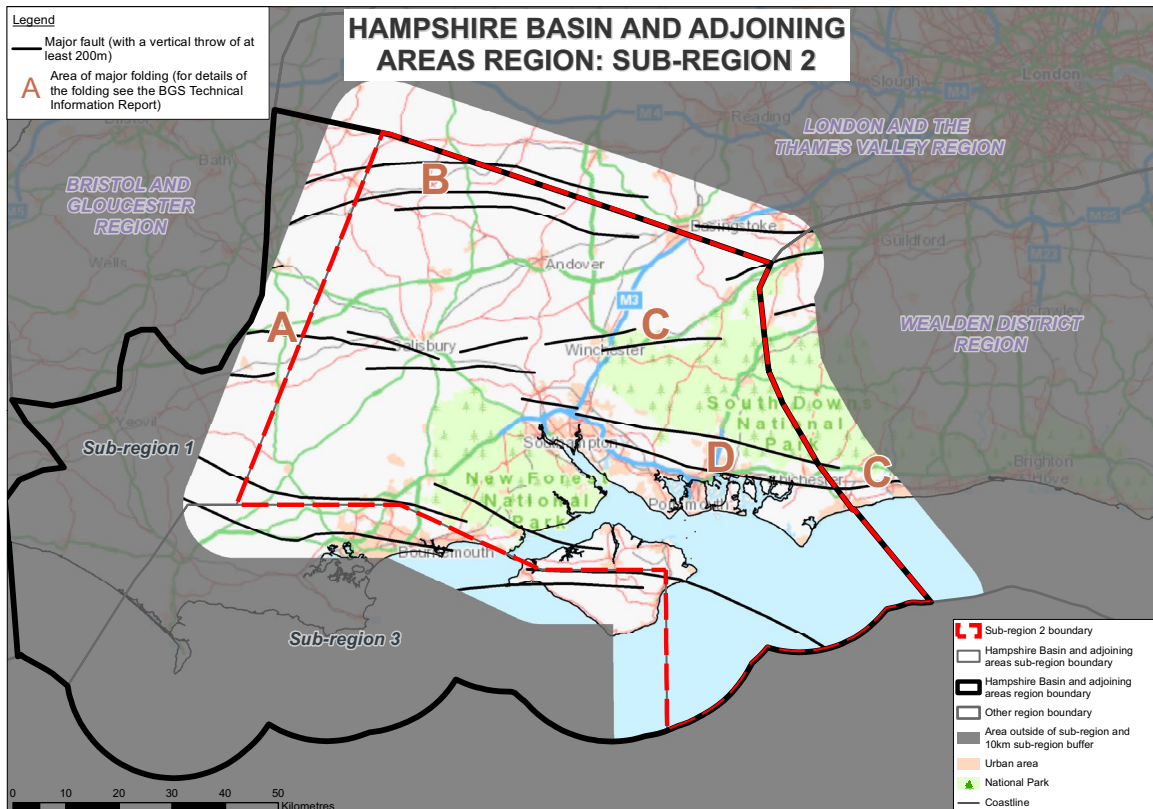 Legend
Major fault (with a vertical throw of at
least 200m)
A
Area of major folding (for details of
the folding see the BGS Technical
Information Report)
HAMPSHIRE BASIN AND ADJOINING
AREAS REGION: SUB-REGION 2
Slough
London
M4
M4
Reading
Bristol
Bath
LONDON AND THE
THAMES VALLEY REGION
BRISTOL AND
GLOUCESTER
REGION
B
M25
Basingstoke
Guildford
M23
Wells
Andover
M3
Crawley
A
C
WEALDEN DISTRICT
REGION
Salisbury
Winchester
South Downs
National
Park
Yeovil
Sub-region 1
Southampton
D
C
Chichester
Brighton
Hove
New Forest
National
Park
Portsmouth
Bournemouth
Sub-region 3
Sub-region 2 boundary
Hampshire Basin and adjoining
areas sub-region boundary
Hampshire Basin and adjoining
areas region boundary
Other region boundary
Area outside of sub-region and
10km sub-region buffer
Urban area
National Park
Coastline
0 10 20 30 40 50
Kilometres